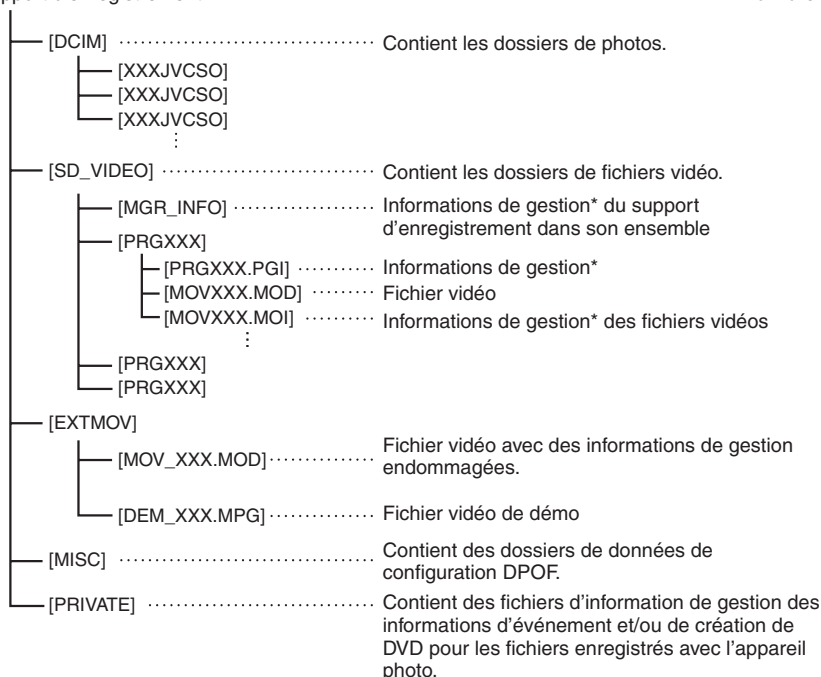 [DCIM] Contient les dossiers de photos.
[XXXJVCSO]
[XXXJVCSO]
[XXXJVCSO]
[SD_VIDEO] Contient les dossiers de fichiers vidéo.
[MGR_INFO] Informations de gestion* du support
d'enregistrement dans son ensemble
[PRGXXX]
[PRGXXX.PGI] Informations de gestion*
[MOVXXX.MOD] Fichier vidéo
[MOVXXX.MOI] Informations de gestion* des fichiers vidéos
[PRGXXX]
[PRGXXX]
[EXTMOV]
[MOV_XXX.MOD] Fichier vidéo avec des informations de gestion
endommagées.
[DEM_XXX.MPG] Fichier vidéo de démo
[MISC] Contient des dossiers de données de
configuration DPOF.
[PRIVATE] Contient des fichiers d'information de gestion des
informations d'événement et/ou de création de
DVD pour les fichiers enregistrés avec l'appareil
photo.